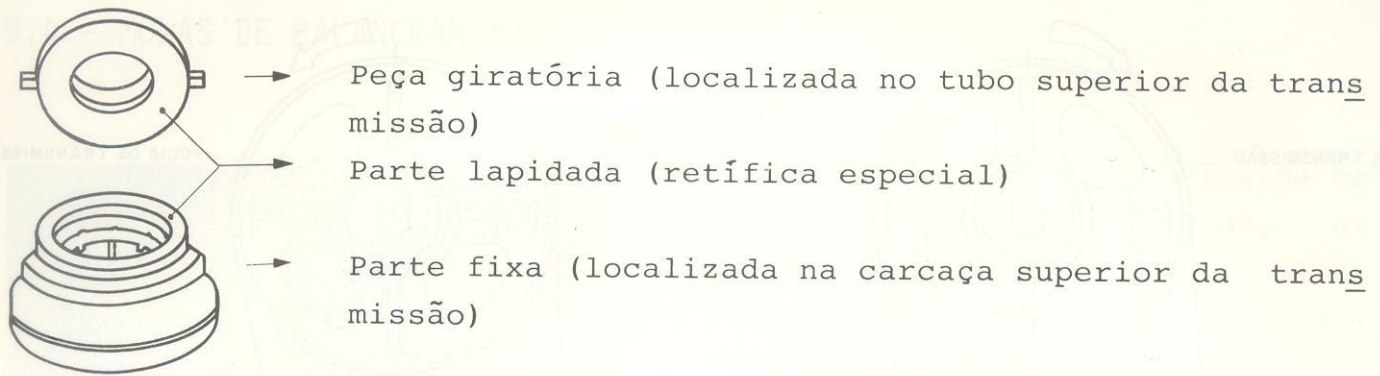 Peça giratória (localizada no tubo superior da trans
missão)
Parte lapidada (retífica especial)
Parte fixa (localizada na carcaça superior da trans
missão)